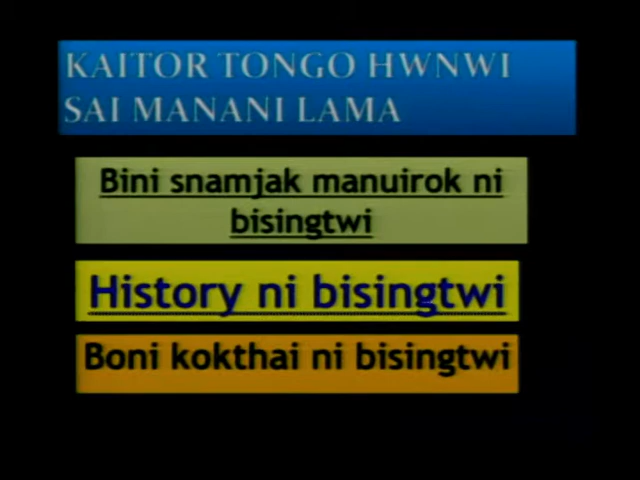 KAITOR TONGO HWNWI
SAI MANANI LAMA
Bini snamjak manuirok ni
bisingtwi
History ni bisingtwi
Boni kokthai ni bisingtwi